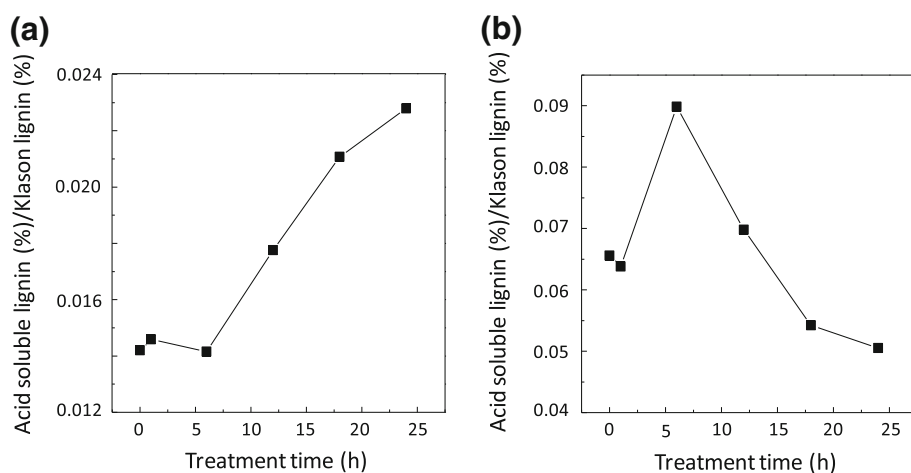 (a)
Acid soluble lignin (%)/Klason lignin (%)
0.024
0.020
0.016
0.012
0 5 10 15 20 25
Treatment time (h)
(b)
Acid soluble lignin (%)/Klason lignin (%)
0.09
0.08
0.07
0.06
0.05
0.04
0 5 10 15 20 25
Treatment time (h)